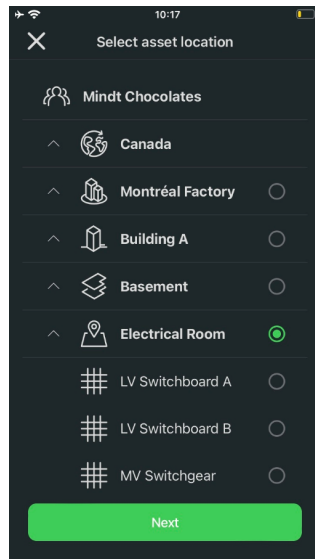 10:17
Select asset location
Mindt Chocolates
Canada
Montréal Factory
Building A
Basement
Electrical Room
LV Switchboard A
LV Switchboard B
MV Switchgear
Next